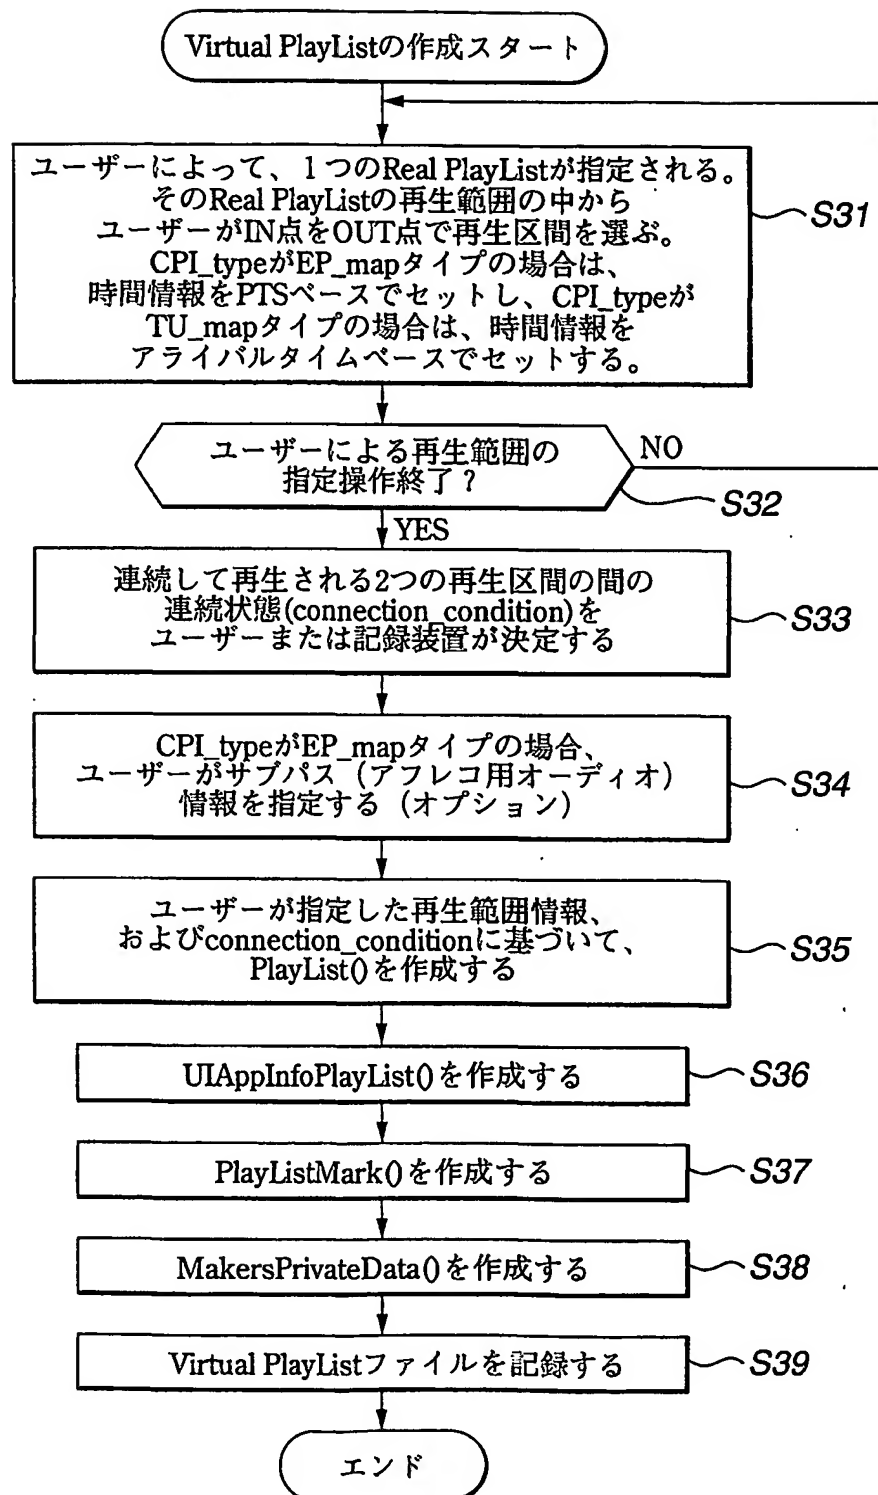 Virtual PlayListの作成スタート
ユーザーによって、1つのReal PlayListが指定される。
そのReal PlayListの再生範囲の中から
ユーザーがIN点をOUT点で再生区間を選ぶ。
CPI_typeがEP_mapタイプの場合は、
時間情報をPTSベースでセットし、CPI_typeが
TU_mapタイプの場合は、時間情報を
アライバルタイムベースでセットする。
S31
ユーザーによる再生範囲の
指定操作終了？
NO
S32
YES
連続して再生される2つの再生区間の間の
連続状態(connection_condition)を
ユーザーまたは記録装置が決定する
S33
CPI_typeがEP_mapタイプの場合、
ユーザーがサブパス（アフレコ用オーディオ）
情報を指定する（オプション）
S34
ユーザーが指定した再生範囲情報、
およびconnection_conditionに基づいて、
PlayList()を作成する
S35
UIAppInfoPlayList()を作成する
S36
PlayListMark()を作成する
S37
MakersPrivateData()を作成する
S38
Virtual PlayListファイルを記録する
S39
エンド